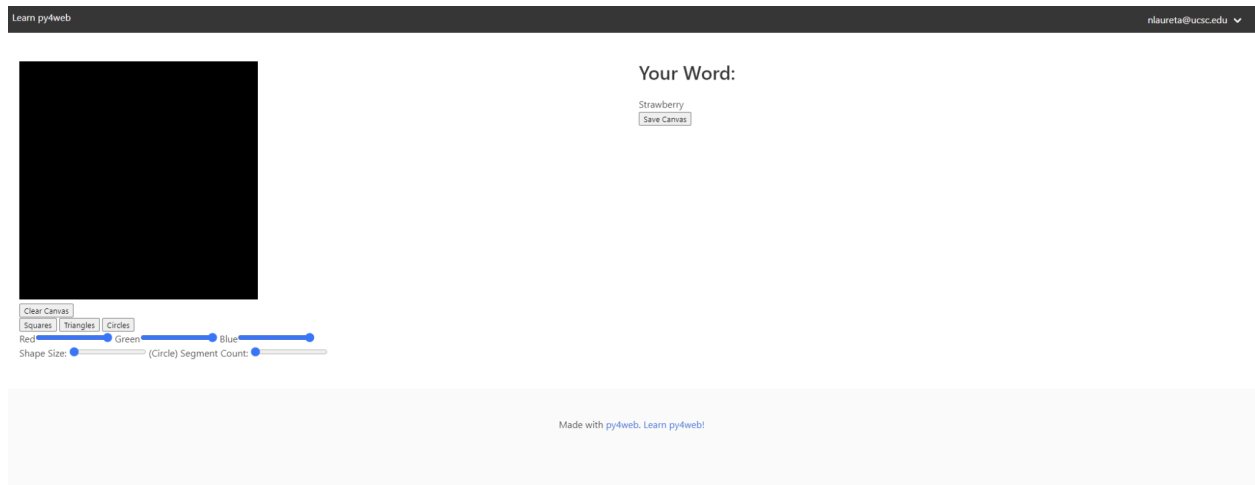 Learn py4web
nlaureta@ucsc.edu
Your Word:
Strawberry
Save Canvas
Clear Canvas
Squares Triangles Circles
Red Green Blue
Shape Size: (Circle) Segment Count:
Made with py4web. Learn py4web!